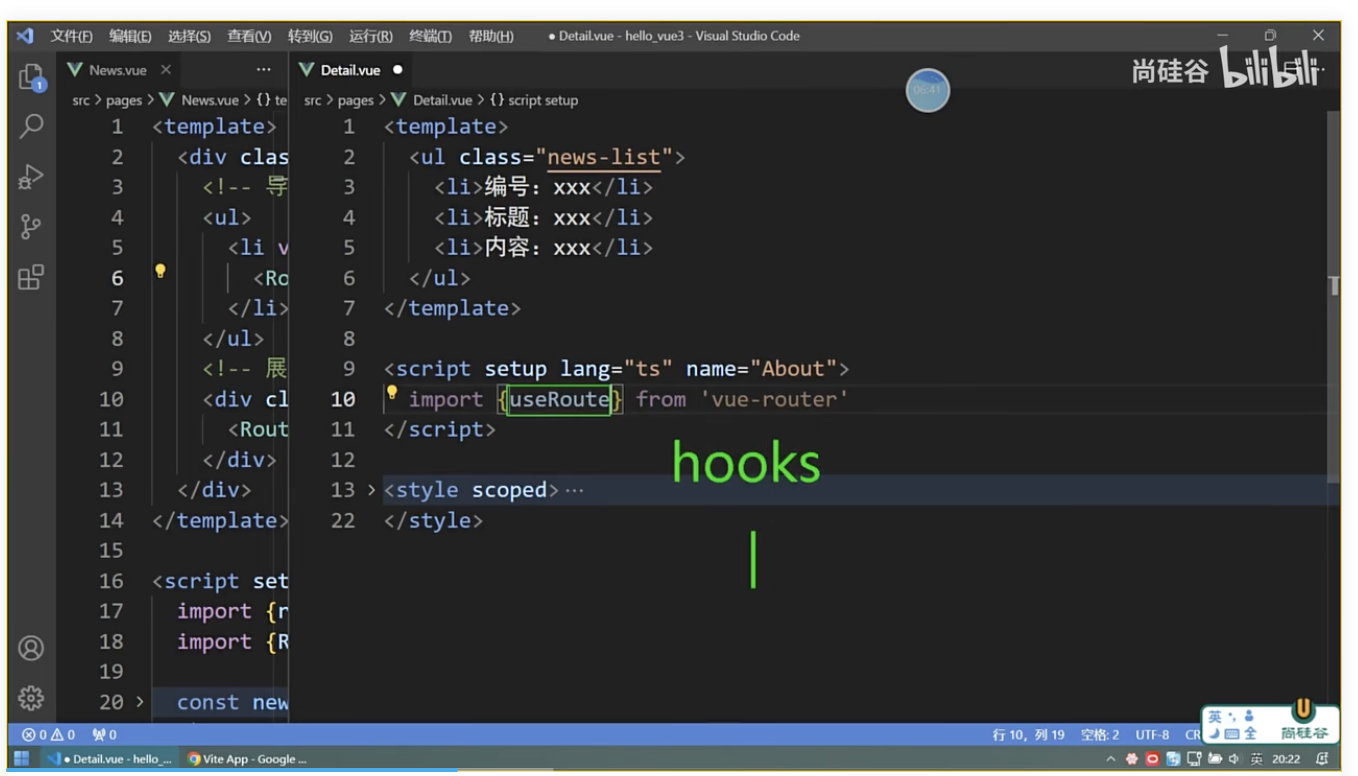 文件(F) 编辑(E) 选择(S) 查看(V) 转到(G) 运行(R) 终端(T) 帮助(H) ● Detail.vue - hello_vue3 - Visual Studio Code
尚硅谷 bilibili
News.vue × ···
src > pages > News.vue > {} te
1 <template>
2 <div clas
3 <!-- 导
4 <ul>
5 <li v
6 <Ro
7 </li>
8 </ul>
9 <!-- 展
10 <div cl
11 <Rout
12 </div>
13 </div>
14 </template>
15
16 <script set
17 import {r
18 import {R
19
20 > const new
Detail.vue ●
src > pages > Detail.vue > {} script setup
06:41
1 <template>
2 <ul class="news-list">
3 <li>编号：xxx</li>
4 <li>标题：xxx</li>
5 <li>内容：xxx</li>
6 </ul>
7 </template>
8
9 <script setup lang="ts" name="About">
10 import {useRoute} from 'vue-router'
11 </script>
12
13 > <style scoped>···
22 </style>
hooks
1
英 全 尚硅谷
0 0 0 行 10，列 19 空格: 2 UTF-8 CR
● Detail.vue - hello_... Vite App - Google ... 英 20:22